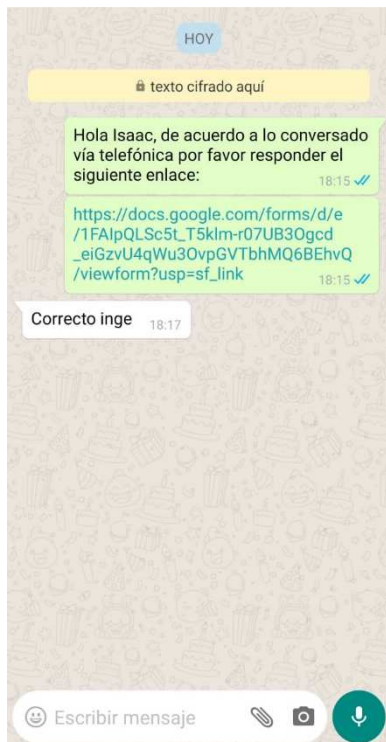 HOY
texto cifrado aquí
Hola Isaac, de acuerdo a lo conversado
vía telefónica por favor responder el
siguiente enlace:
18:15
https://docs.google.com/forms/d/e
/1FAIpQLSc5t_T5klm-r07UB3Ogcd
_eiGzvU4qWu3OvpGVTbhMQ6BEhvQ
/viewform?usp=sf_link
18:15
Correcto inge 18:17
Escribir mensaje